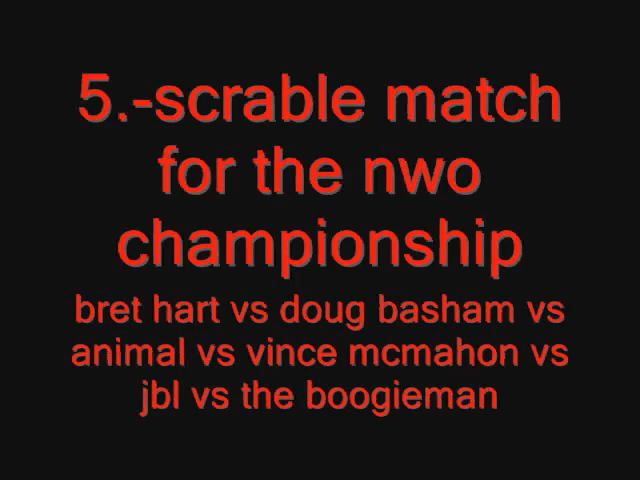 5.-scrable match
for the nwo
championship
bret hart vs doug basham vs
animal vs vince mcmahon vs
jbl vs the boogieman